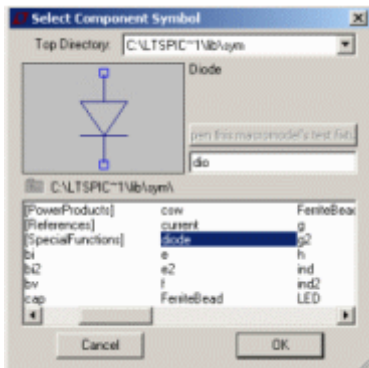 Select Component Symbol
Top Directory: C:\LTSPIC~1\lib\sym
Diode
pen this macromodel's test fixtu
dio
C:\LTSPIC~1\lib\sym\
[PowerProducts] csw FerriteBead
[References] current g
[SpecialFunctions] diode g2
bi e h
bi2 e2 ind
bv f ind2
cap FerriteBead LED
Cancel OK